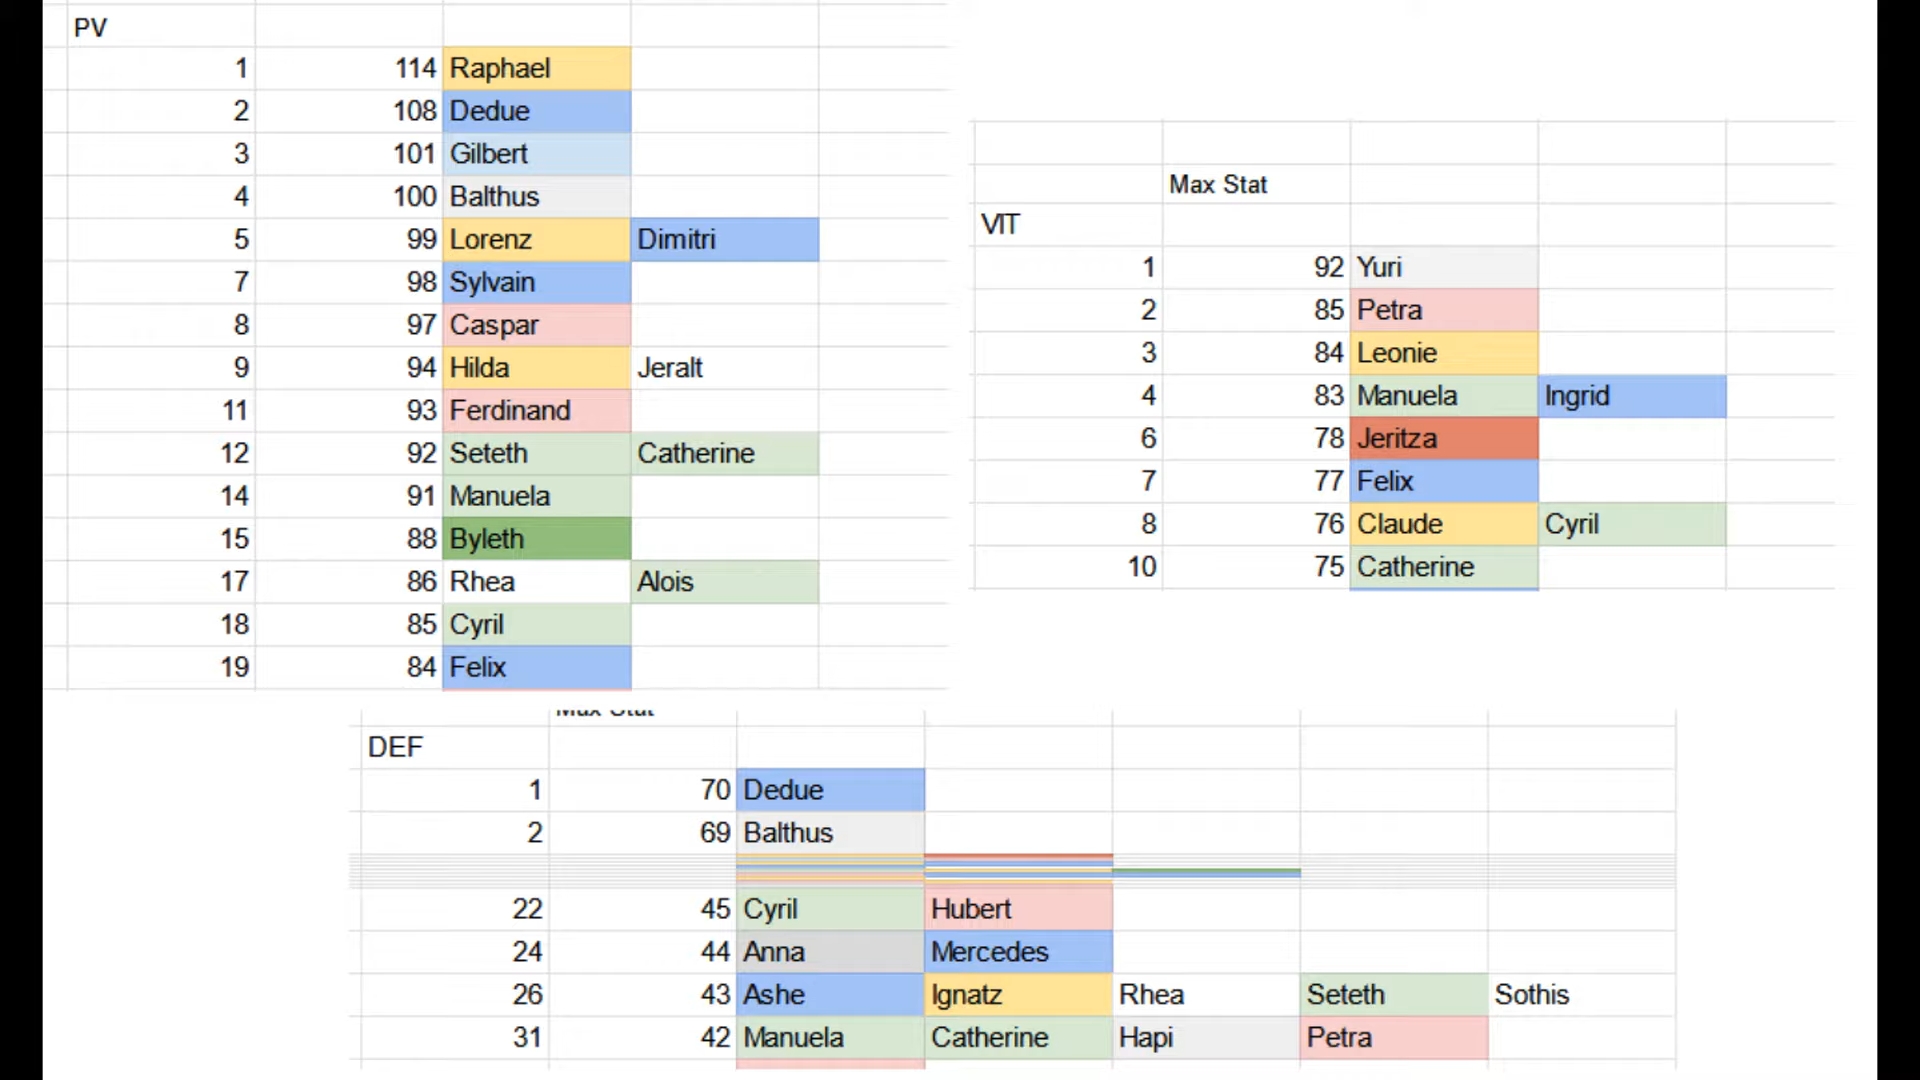 PV
1 114 Raphael
2 108 Dedue
3 101 Gilbert
4 100 Balthus
5 99 Lorenz Dimitri
7 98 Sylvain
8 97 Caspar
9 94 Hilda Jeralt
11 93 Ferdinand
12 92 Seteth Catherine
14 91 Manuela
15 88 Byleth
17 86 Rhea Alois
18 85 Cyril
19 84 Felix
Max Stat
VIT
1 92 Yuri
2 85 Petra
3 84 Leonie
4 83 Manuela Ingrid
6 78 Jeritza
7 77 Felix
8 76 Claude Cyril
10 75 Catherine
Max Stat
DEF
1 70 Dedue
2 69 Balthus
22 45 Cyril Hubert
24 44 Anna Mercedes
26 43 Ashe Ignatz Rhea Seteth Sothis
31 42 Manuela Catherine Hapi Petra